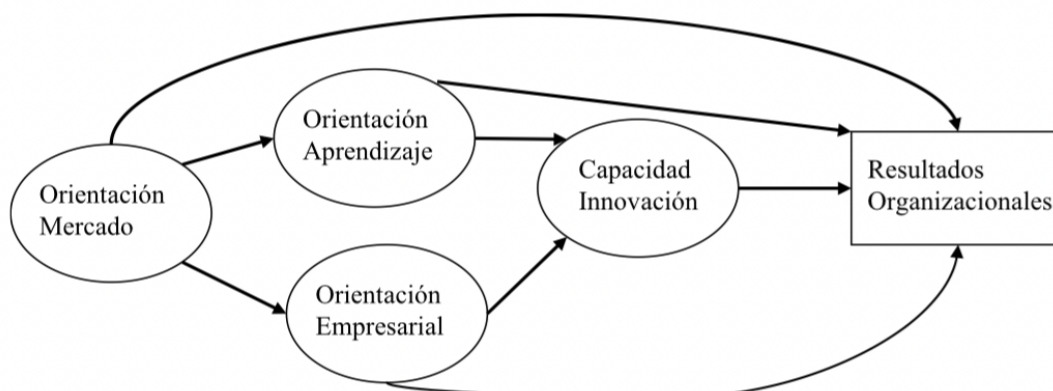 Orientación
Mercado
Orientación
Aprendizaje
Orientación
Empresarial
Capacidad
Innovación
Resultados
Organizacionales